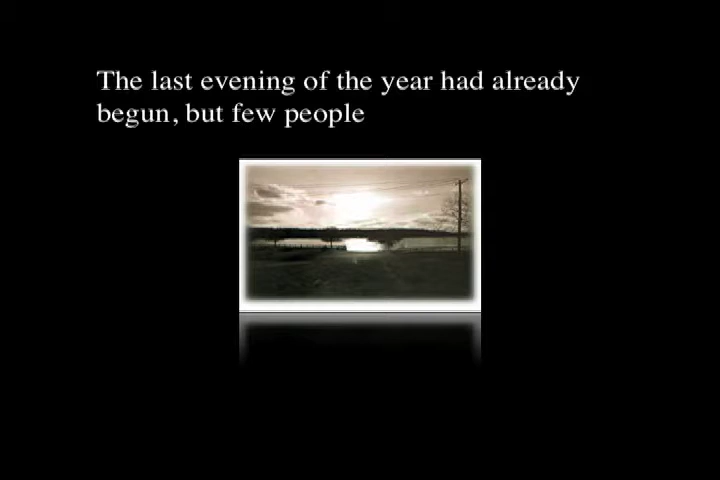 The last evening of the year had already
begun, but few people